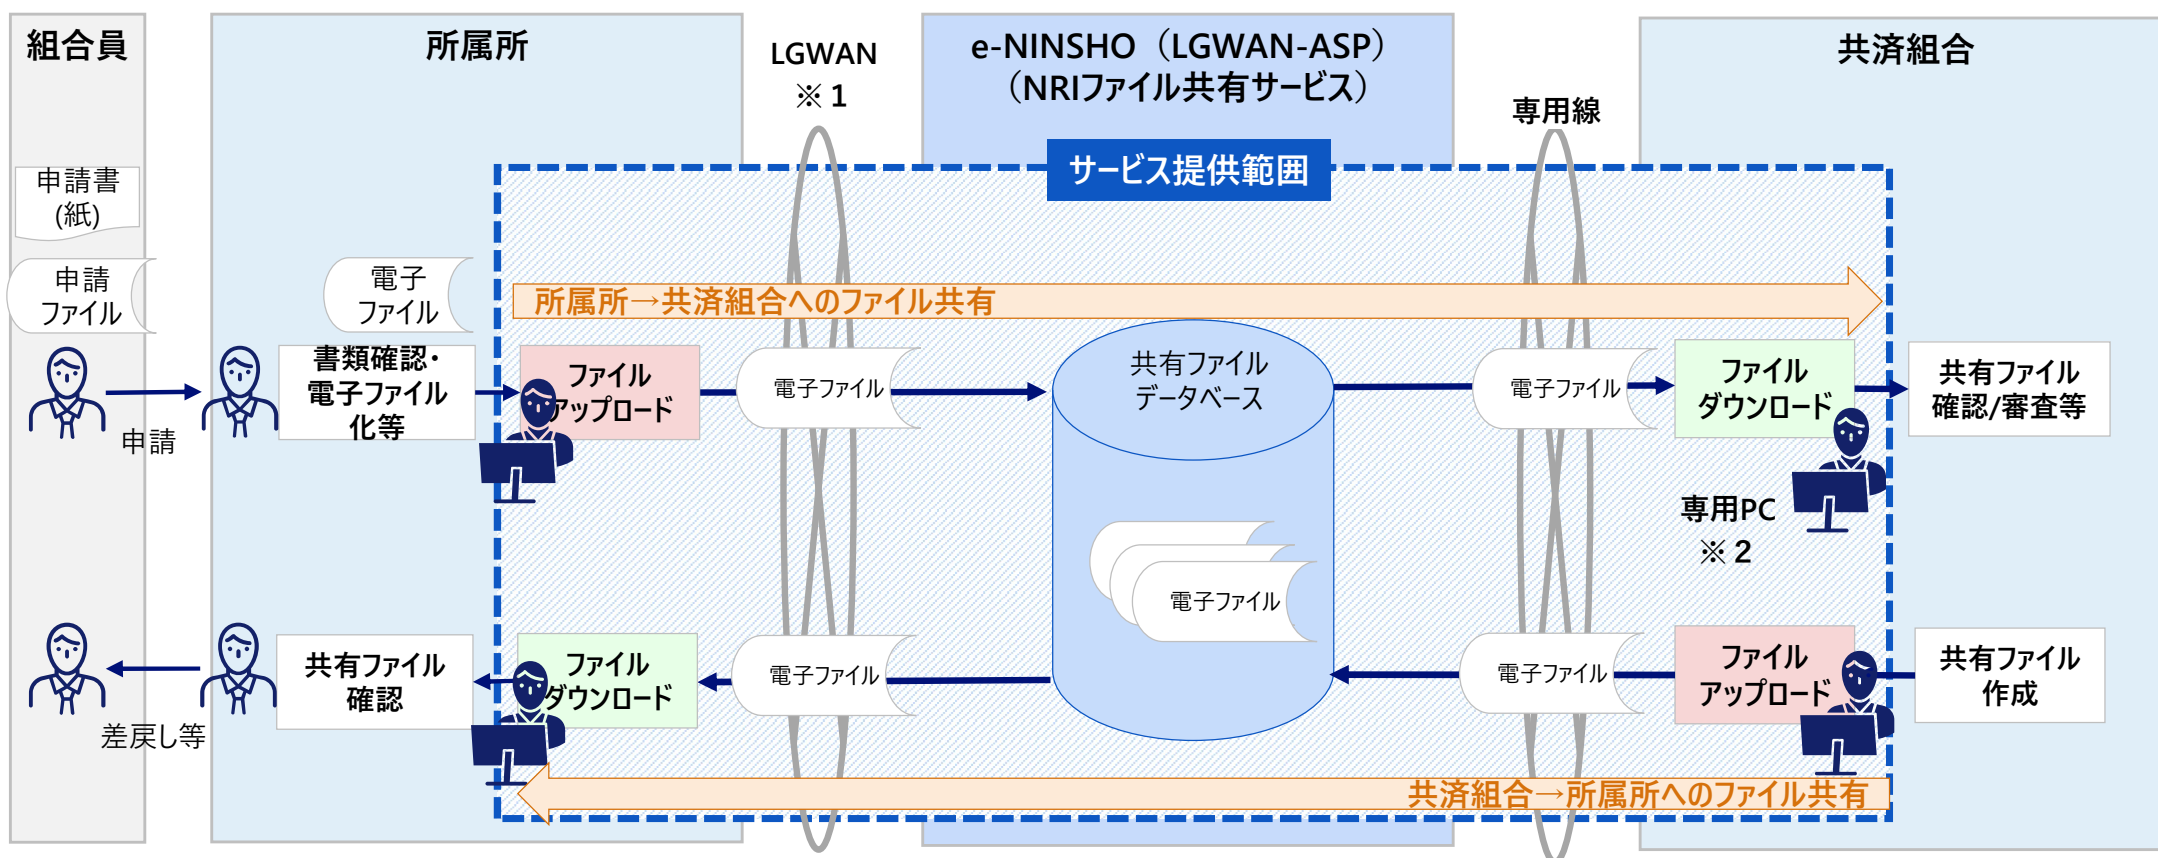 組合員
所属所
LGWAN
※1
e-NINSHO（LGWAN-ASP）
（NRIファイル共有サービス）
専用線
共済組合
サービス提供範囲
申請書
(紙)
申請
ファイル
電子
ファイル
所属所→共済組合へのファイル共有
申請
書類確認・
電子ファイル
化等
ファイル
アップロード
電子ファイル
共有ファイル
データベース
電子ファイル
ファイル
ダウンロード
共有ファイル
確認/審査等
専用PC
※2
電子ファイル
差戻し等
共有ファイル
確認
ファイル
ダウンロード
電子ファイル
電子ファイル
ファイル
アップロード
共有ファイル
作成
共済組合→所属所へのファイル共有